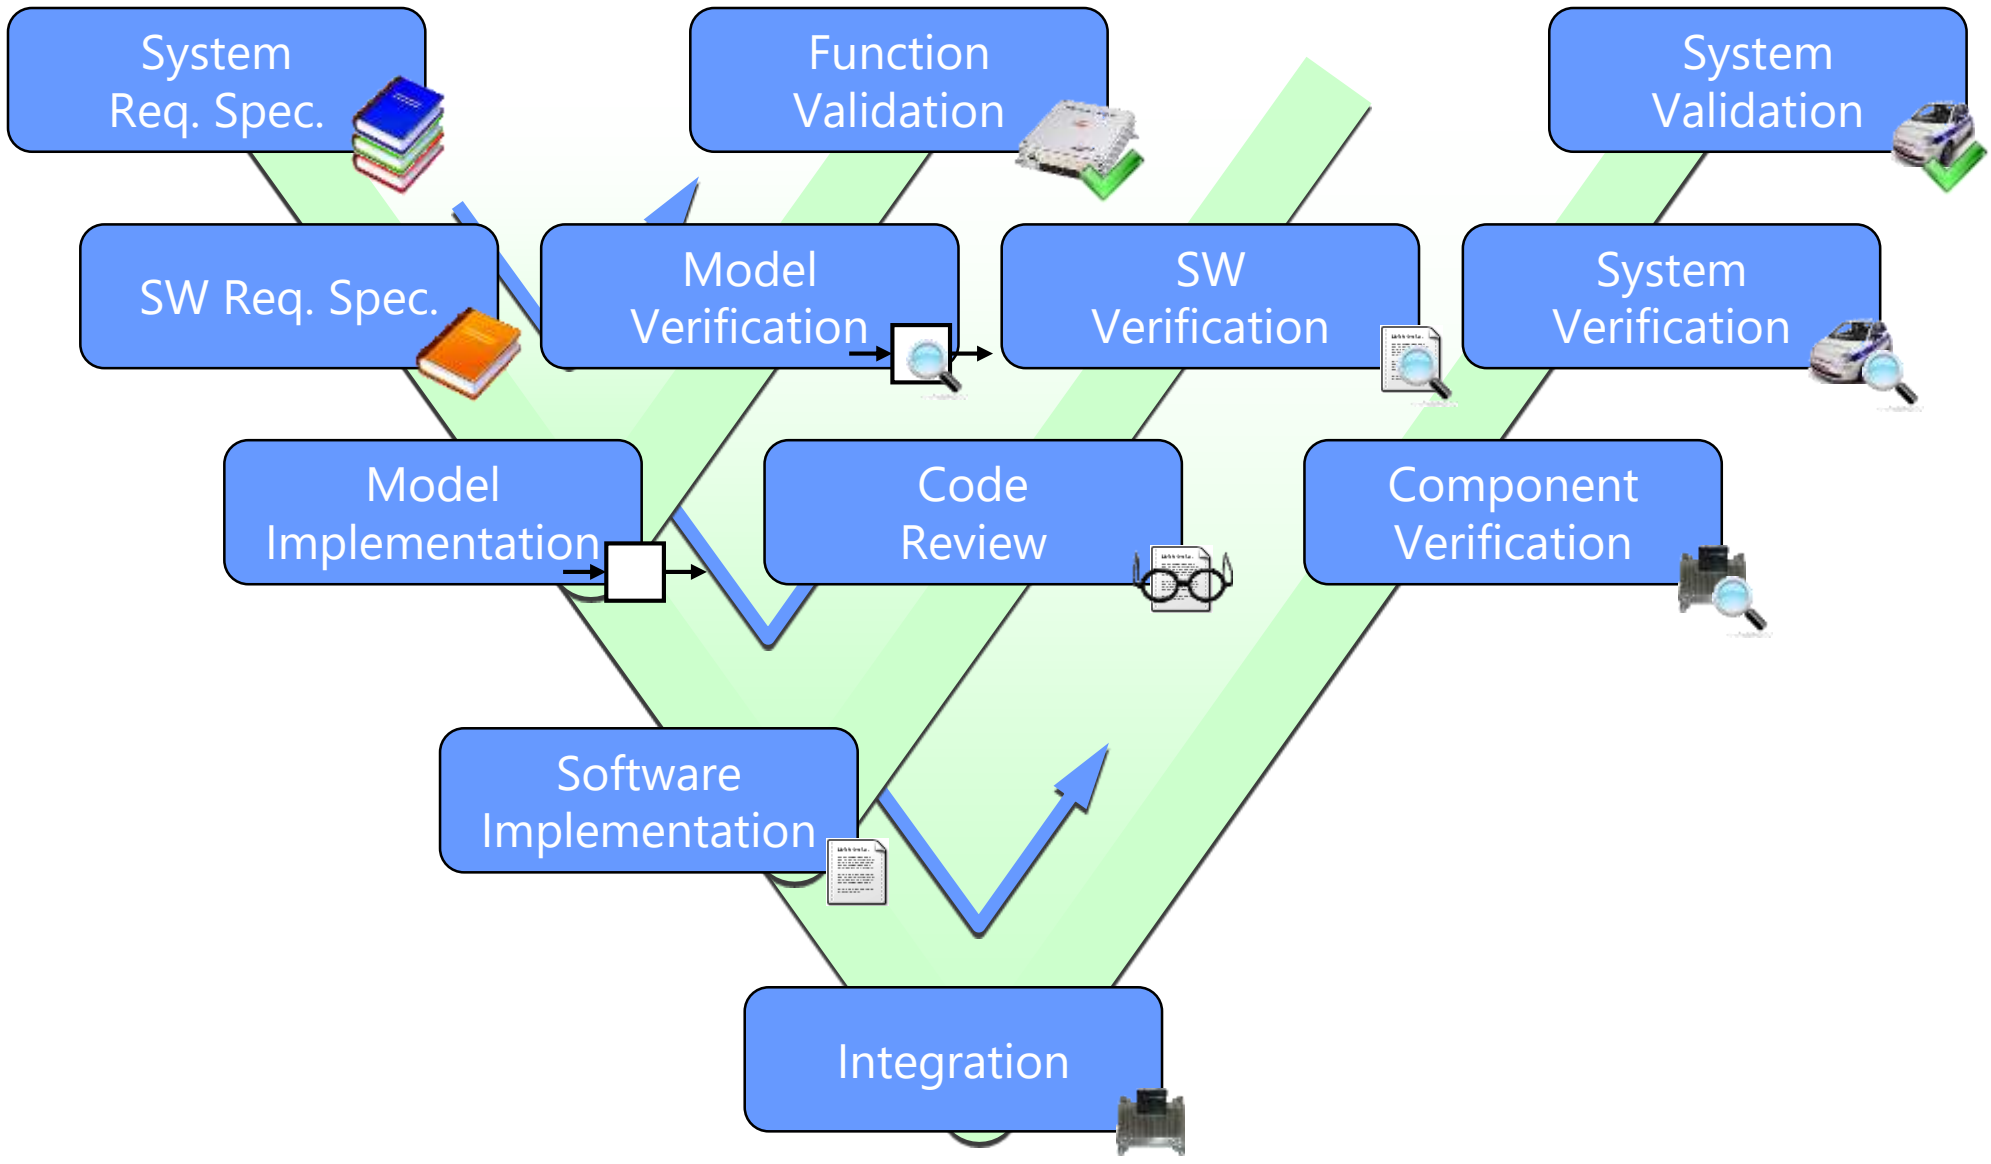 System
Req. Spec.
Function
Validation
System
Validation
SW Req. Spec.
Model
Verification
SW
Verification
System
Verification
Model
Implementation
Code
Review
Component
Verification
Software
Implementation
Integration